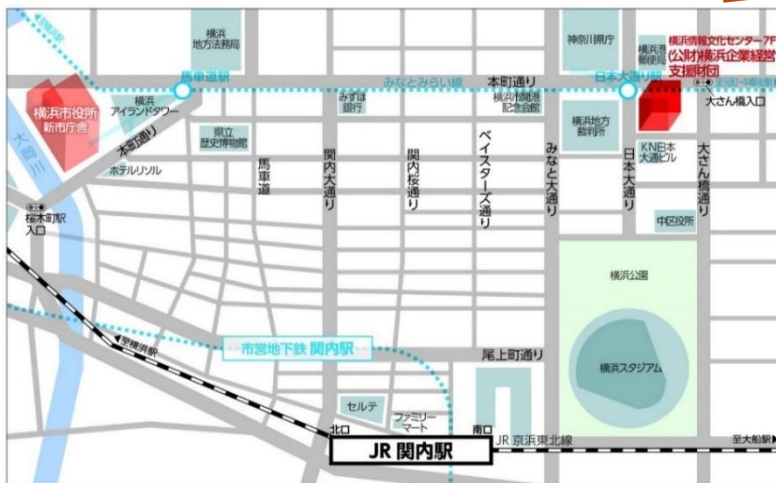 至横浜駅
横浜
地方法務局
神奈川県庁
横浜港
郵便局
横浜情報文化センター7F
(公財)横浜企業経営
支援財団
馬車道駅
みなとみらい線
本町通り
日本大通り駅
大さん橋入口
横浜市役所
新市庁舎
横浜
アイランドタワー
みずほ
銀行
横浜市開港
記念会館
横浜地方
裁判所
KN日本
大通ビル
大岡川
本町通り
県立
歴史博物館
ホテルリソル
馬車道
関内大通り
関内桜通り
ベイスターズ通り
みなと大通り
日本大通り
大さん橋通り
桜木町駅
入口
中区役所
横浜公園
至横浜駅
市営地下鉄 関内駅
尾上町通り
横浜スタジアム
セルテ
ファミリー
マート
北口
南口
JR 関内駅
JR 京浜東北線
至大船駅